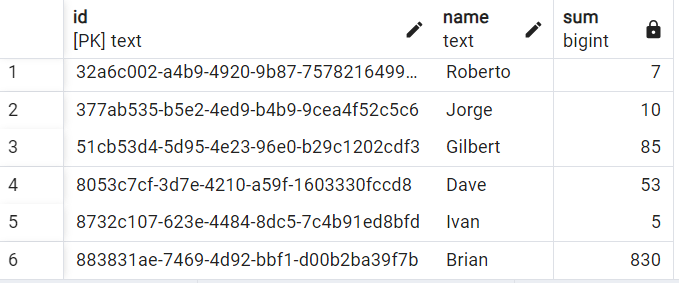 id name sum
[PK] text text bigint
1 32a6c002-a4b9-4920-9b87-7578216499... Roberto 7
2 377ab535-b5e2-4ed9-b4b9-9cea4f52c5c6 Jorge 10
3 51cb53d4-5d95-4e23-96e0-b29c1202cdf3 Gilbert 85
4 8053c7cf-3d7e-4210-a59f-1603330fccd8 Dave 53
5 8732c107-623e-4484-8dc5-7c4b91ed8bfd Ivan 5
6 883831ae-7469-4d92-bbf1-d00b2ba39f7b Brian 830